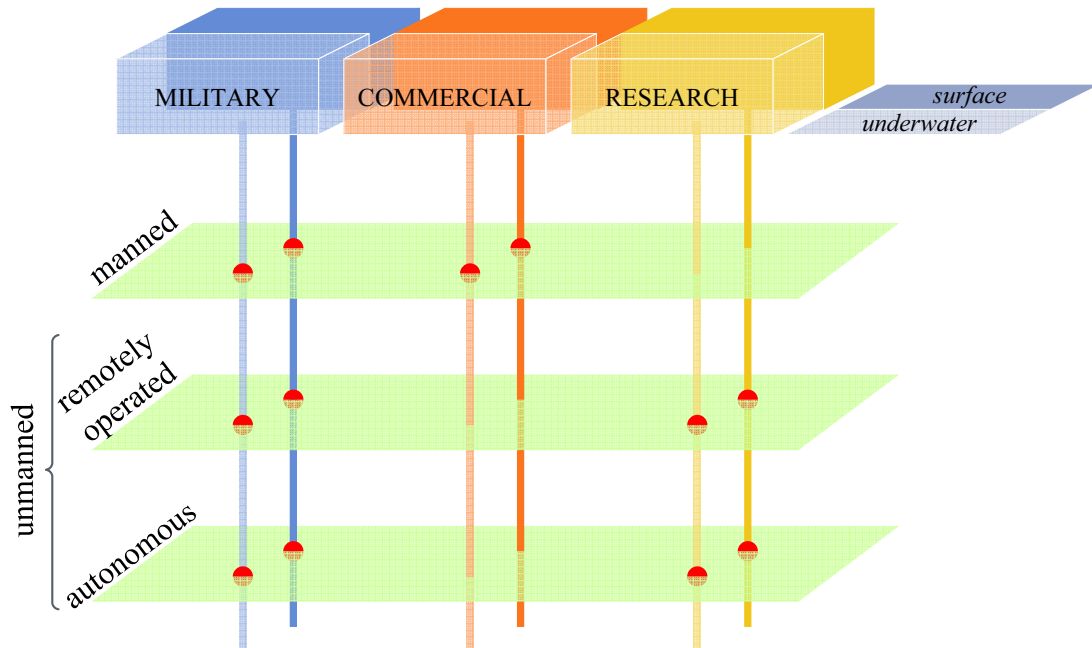 MILITARY
COMMERCIAL
RESEARCH
surface
underwater
manned
unmanned
remotely
operated
autonomous